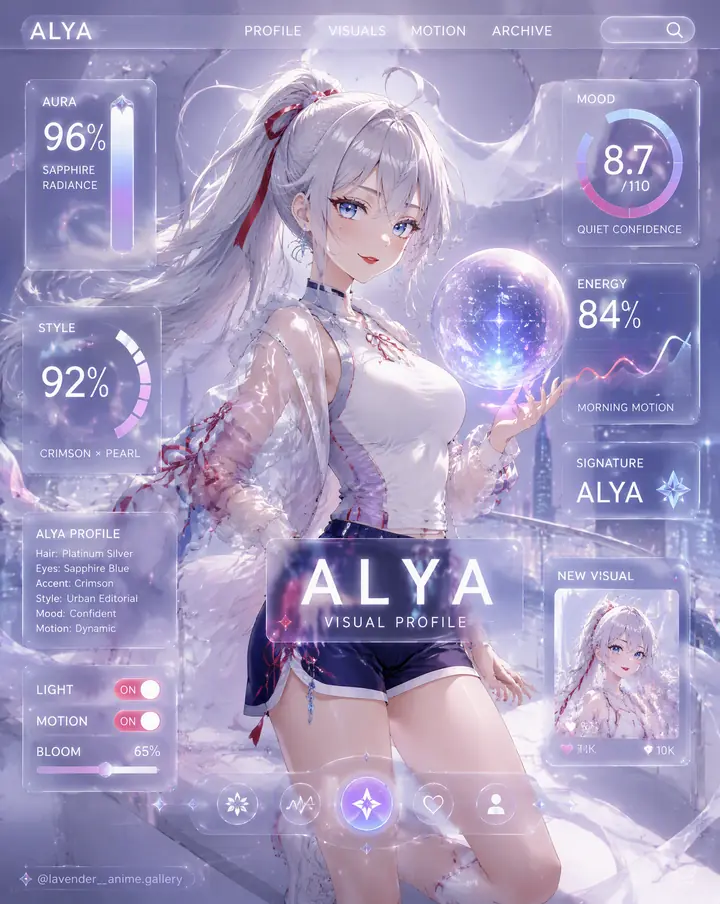 ALYA
PROFILE VISUALS MOTION ARCHIVE
AURA
96%
SAPPHIRE
RADIANCE
MOOD
8.7
/110
QUIET CONFIDENCE
ENERGY
84%
MORNING MOTION
STYLE
92%
CRIMSON × PEARL
SIGNATURE
ALYA
ALYA PROFILE
Hair: Platinum Silver
Eyes: Sapphire Blue
Accent: Crimson
Style: Urban Editorial
Mood: Confident
Motion: Dynamic
ALYA
VISUAL PROFILE
NEW VISUAL
10K
LIGHT ON
MOTION ON
BLOOM 65%
@lavender__anime.gallery